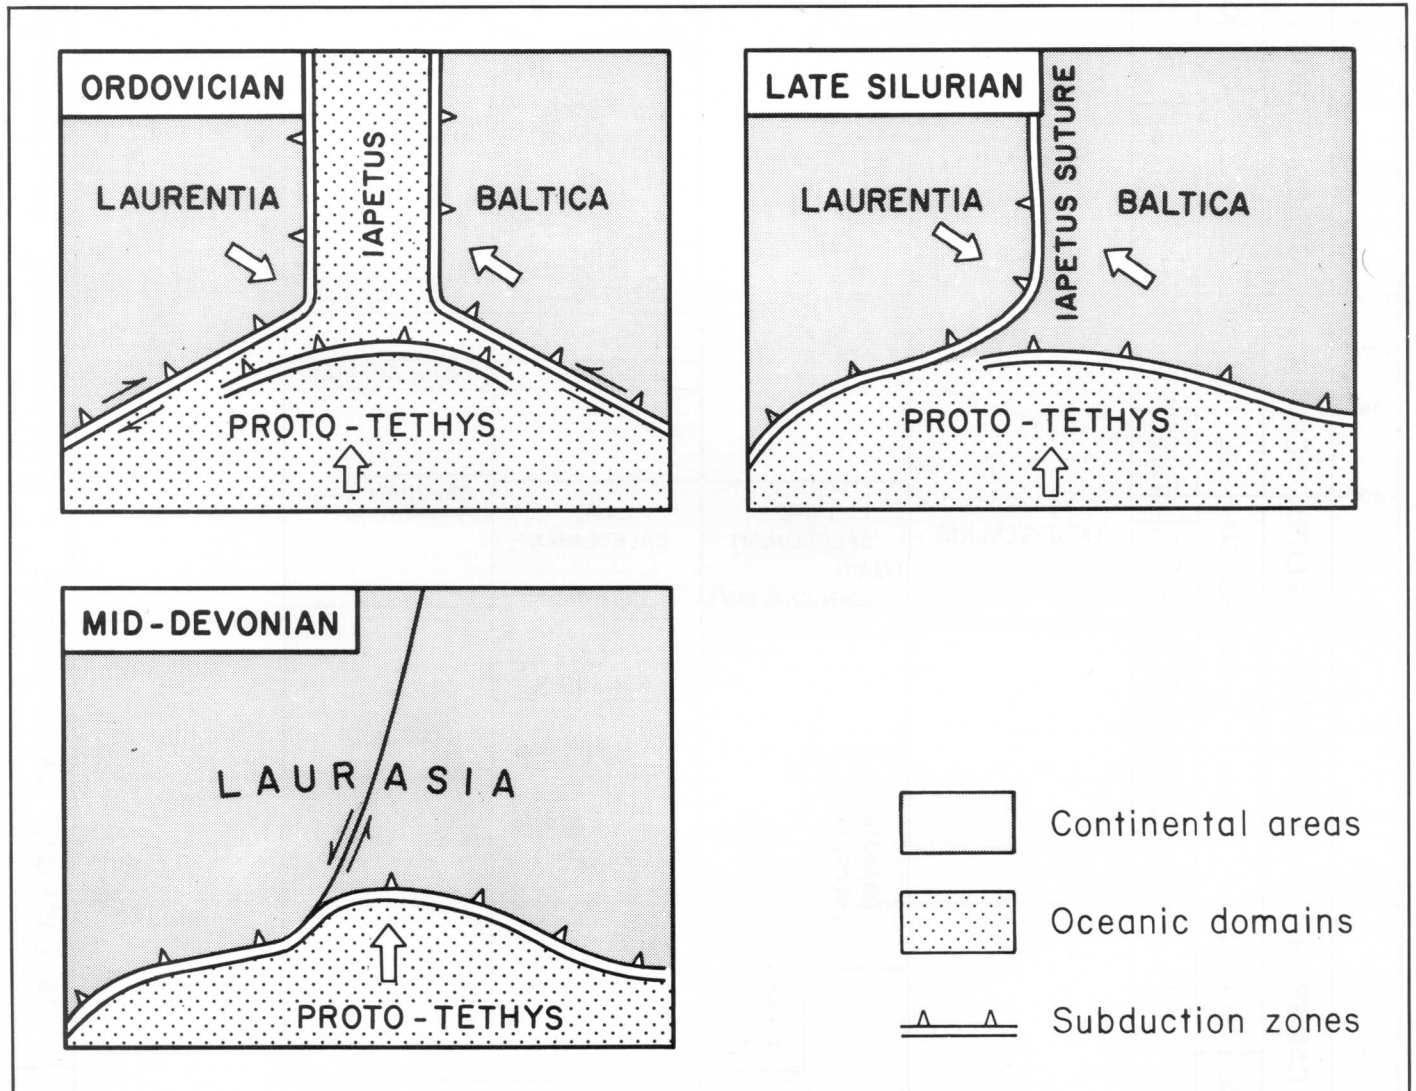 ORDOVICIAN
LAURENTIA
IAPETUS
BALTICA
PROTO - TETHYS
LATE SILURIAN
LAURENTIA
IAPETUS SUTURE
BALTICA
PROTO - TETHYS
MID-DEVONIAN
LAURASIA
PROTO - TETHYS
Continental areas
Oceanic domains
Subduction zones